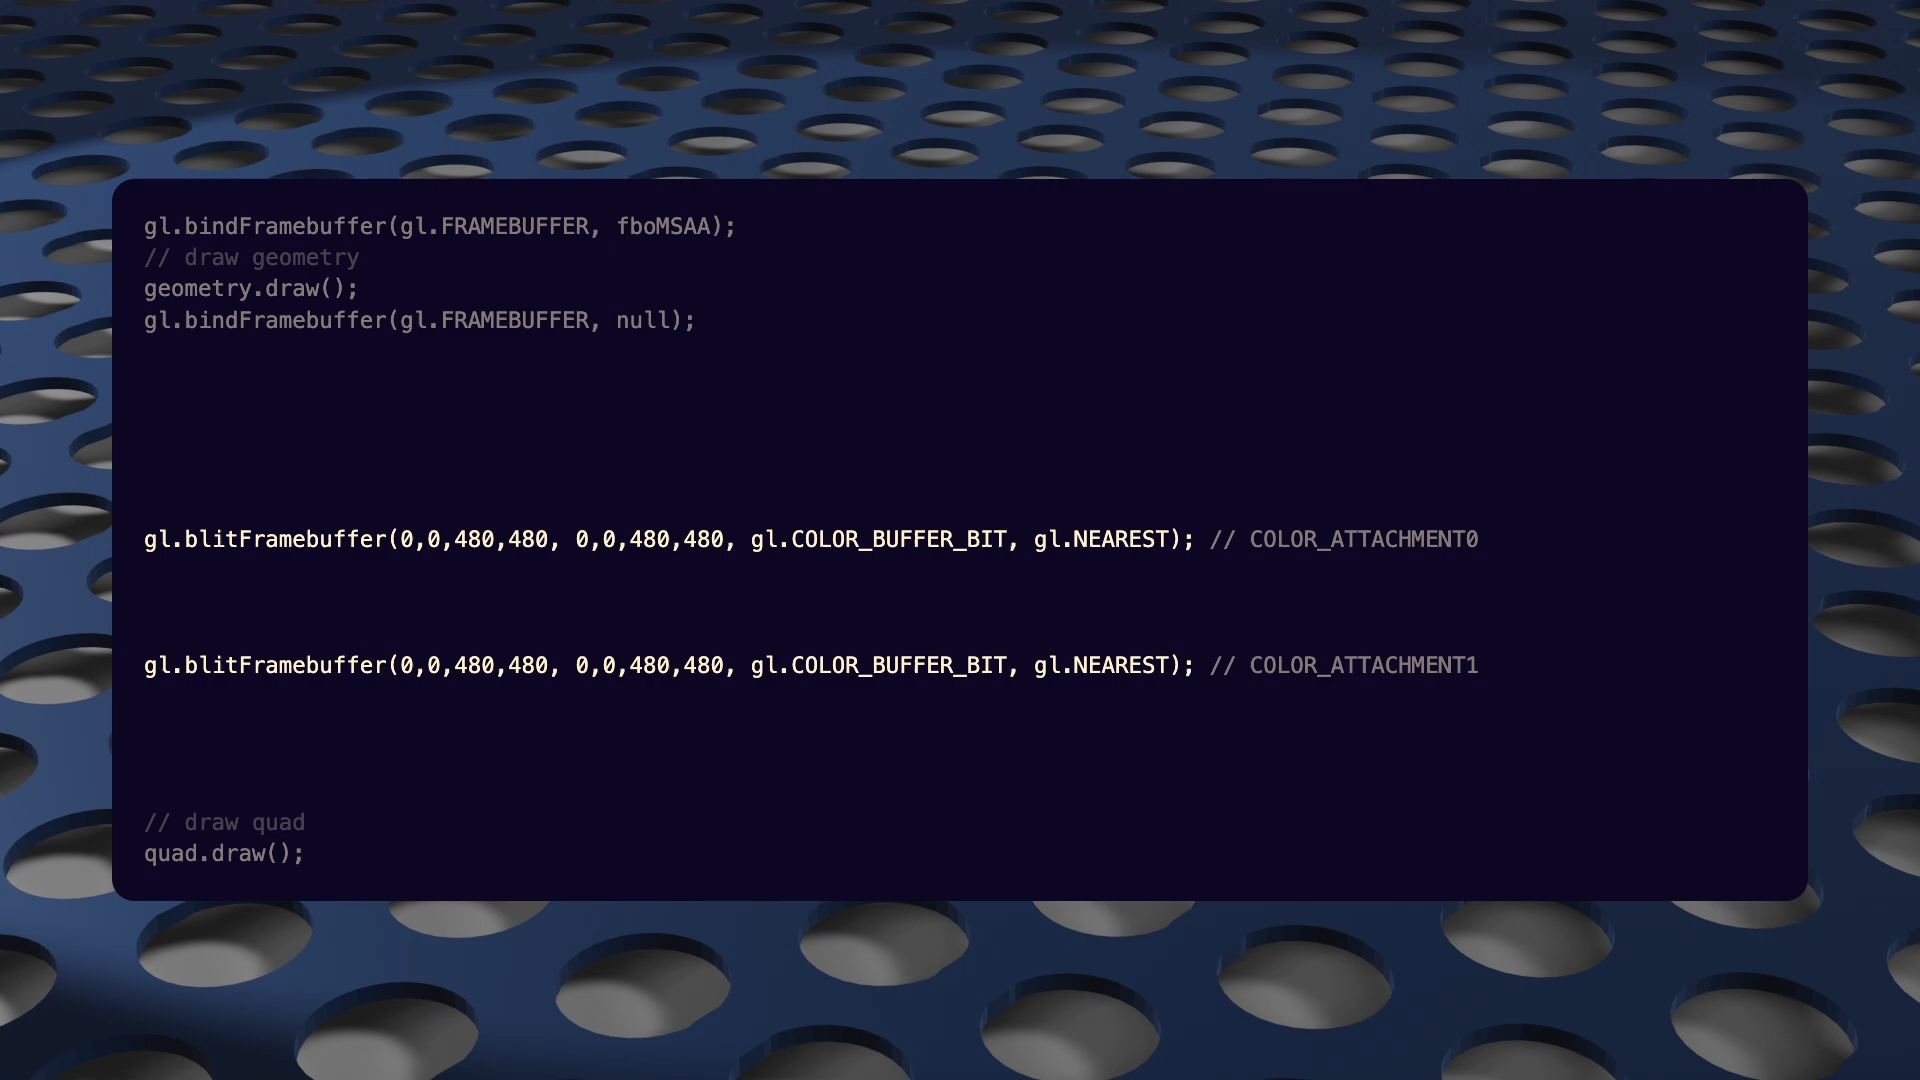 gl.bindFramebuffer(gl.FRAMEBUFFER, fboMSAA);
// draw geometry
geometry.draw();
gl.bindFramebuffer(gl.FRAMEBUFFER, null);
gl.blitFramebuffer(0,0,480,480, 0,0,480,480, gl.COLOR_BUFFER_BIT, gl.NEAREST); // COLOR_ATTACHMENT0
gl.blitFramebuffer(0,0,480,480, 0,0,480,480, gl.COLOR_BUFFER_BIT, gl.NEAREST); // COLOR_ATTACHMENT1
// draw quad
quad.draw();